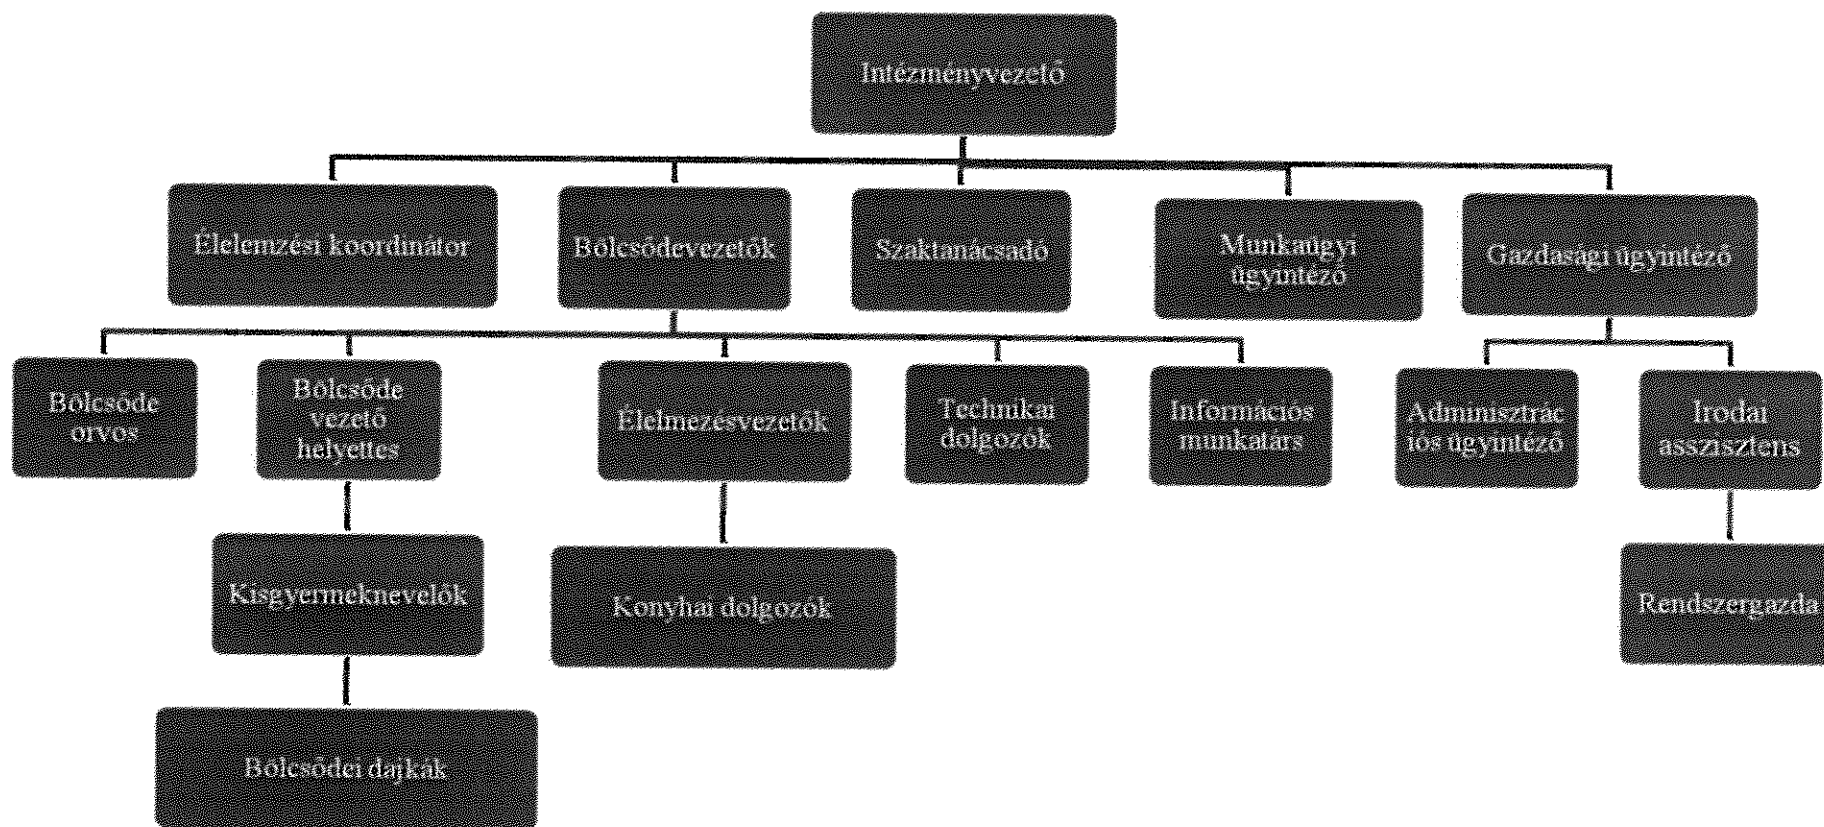 Intézményvezető
Élelemzési koordinátor
Bölcsődevezetők
Szaktanácsadó
Munkaügyi
ügyintéző
Gazdasági ügyintéző
Bölcsőde
orvos
Bölcsőde
vezető
helyettes
Élelmezésvezetők
Technikai
dolgozók
Információs
munkatárs
Adminisztrác
iós ügyintéző
Irodai
asszisztens
Kisgyermeknevelők
Konyhai dolgozók
Rendszergazda
Bölcsődei dajkák